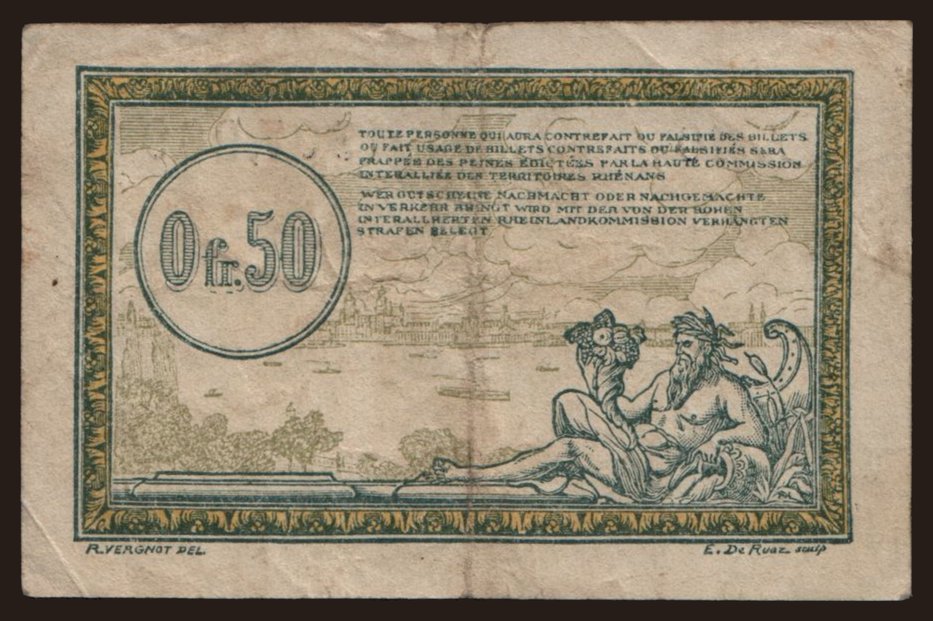 TOUTE PERSONNE QUI AURA CONTREFAIT OU FALSIFIÉ DES BILLETS
OU FAIT USAGE DE BILLETS CONTREFAITS OU FALSIFIÉS SERA
FRAPPÉE DES PEINES ÉDICTÉES PAR LA HAUTE COMMISSION
INTERALLIÉE DES TERRITOIRES RHÉNANS
WER GUTSCHEINE NACHMACHT ODER NACHGEMACHTE
IN VERKEHR BRINGT WIRD MIT DER VON DER HOHEN
INTERALLIIERTEN RHEINLANDKOMMISSION VERHÄNGTEN
STRAFEN BELEGT
0 fr. 50
R. VERGNOT DEL.
E. De Ruaz sculp